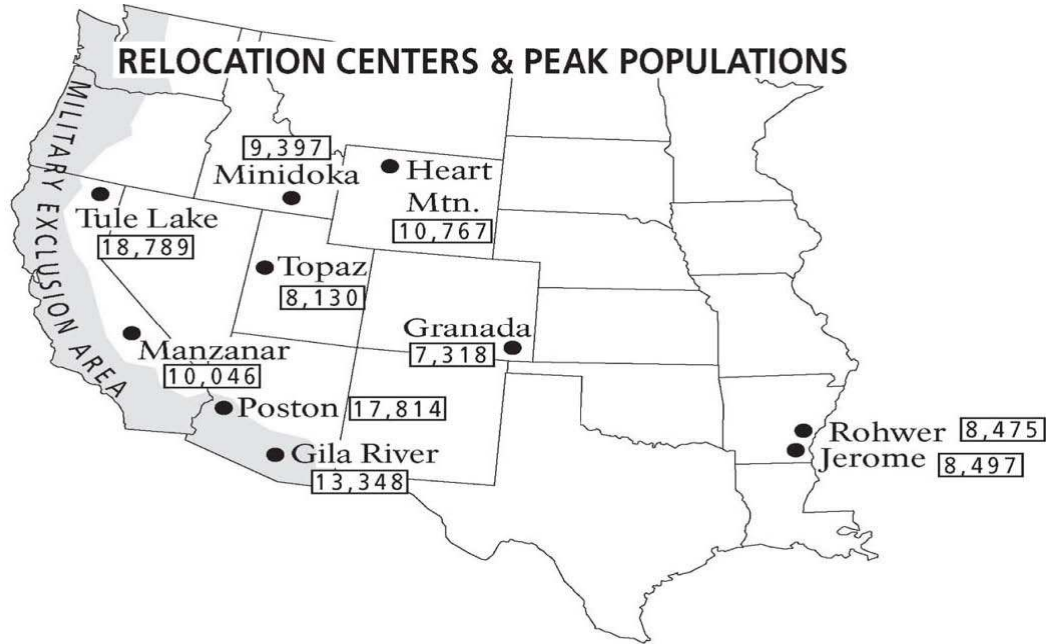 RELOCATION CENTERS & PEAK POPULATIONS
MILITARY EXCLUSION AREA
9,397
Minidoka
Heart
Mtn.
10,767
Tule Lake
18,789
Topaz
8,130
Granada
7,318
Manzanar
10,046
Poston 17,814
Gila River
13,348
Rohwer 8,475
Jerome 8,497